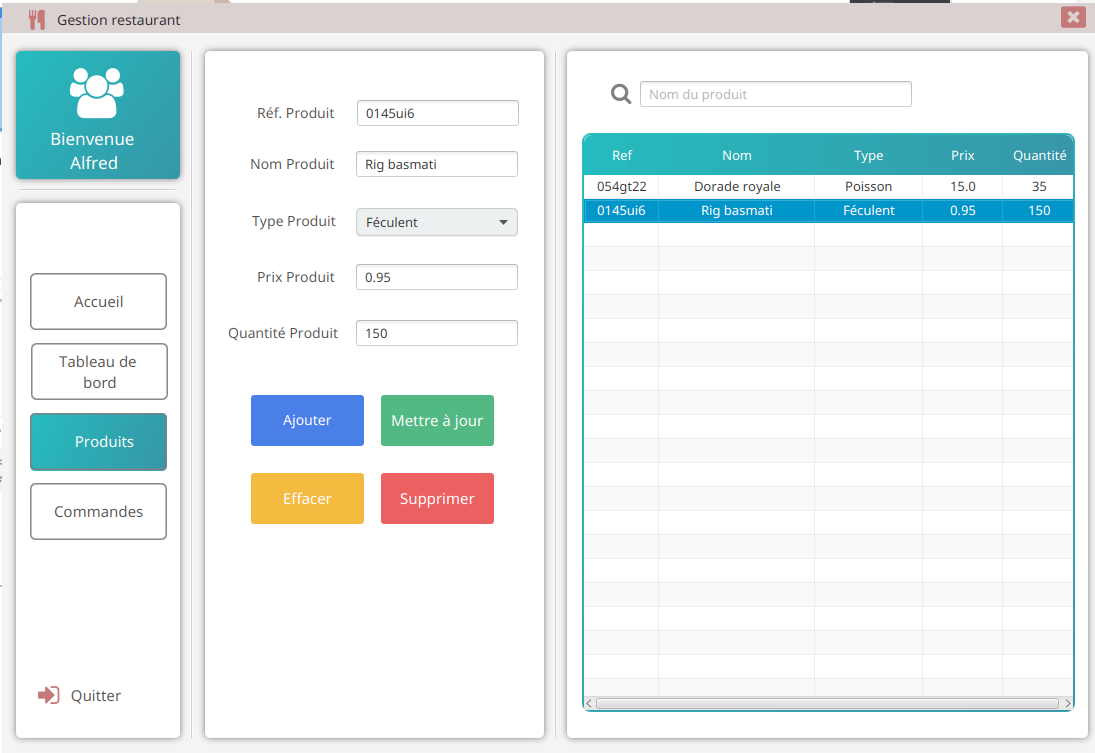 Gestion restaurant
Bienvenue
Alfred
Accueil
Tableau de
bord
Produits
Commandes
Quitter
Réf. Produit 0145ui6
Nom Produit Rig basmati
Type Produit Féculent
Prix Produit 0.95
Quantité Produit 150
Ajouter Mettre à jour
Effacer Supprimer
Nom du produit
Ref Nom Type Prix Quantité
054gt22 Dorade royale Poisson 15.0 35
0145ui6 Rig basmati Féculent 0.95 150